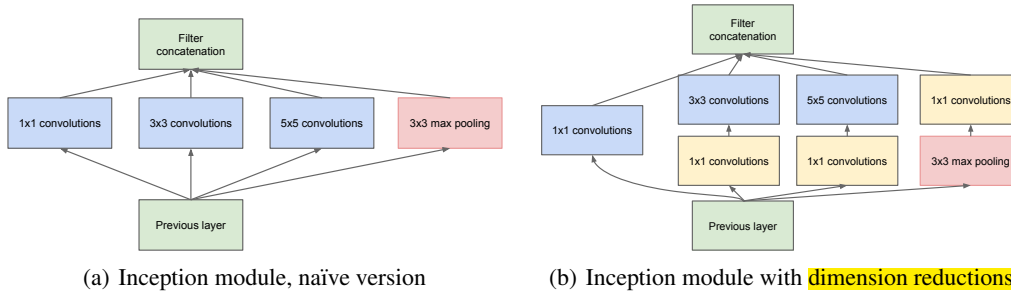 Filter
concatenation
1x1 convolutions
3x3 convolutions
5x5 convolutions
3x3 max pooling
Previous layer
(a) Inception module, naïve version
Filter
concatenation
3x3 convolutions
5x5 convolutions
1x1 convolutions
1x1 convolutions
1x1 convolutions
1x1 convolutions
3x3 max pooling
Previous layer
(b) Inception module with dimension reductions